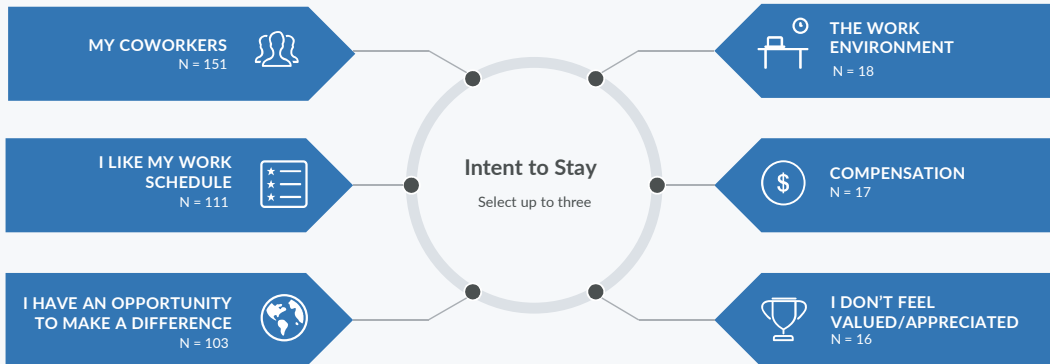 MY COWORKERS
N = 151
I LIKE MY WORK
SCHEDULE
N = 111
I HAVE AN OPPORTUNITY
TO MAKE A DIFFERENCE
N = 103
Intent to Stay
Select up to three
THE WORK
ENVIRONMENT
N = 18
$
COMPENSATION
N = 17
I DON'T FEEL
VALUED/APPRECIATED
N = 16